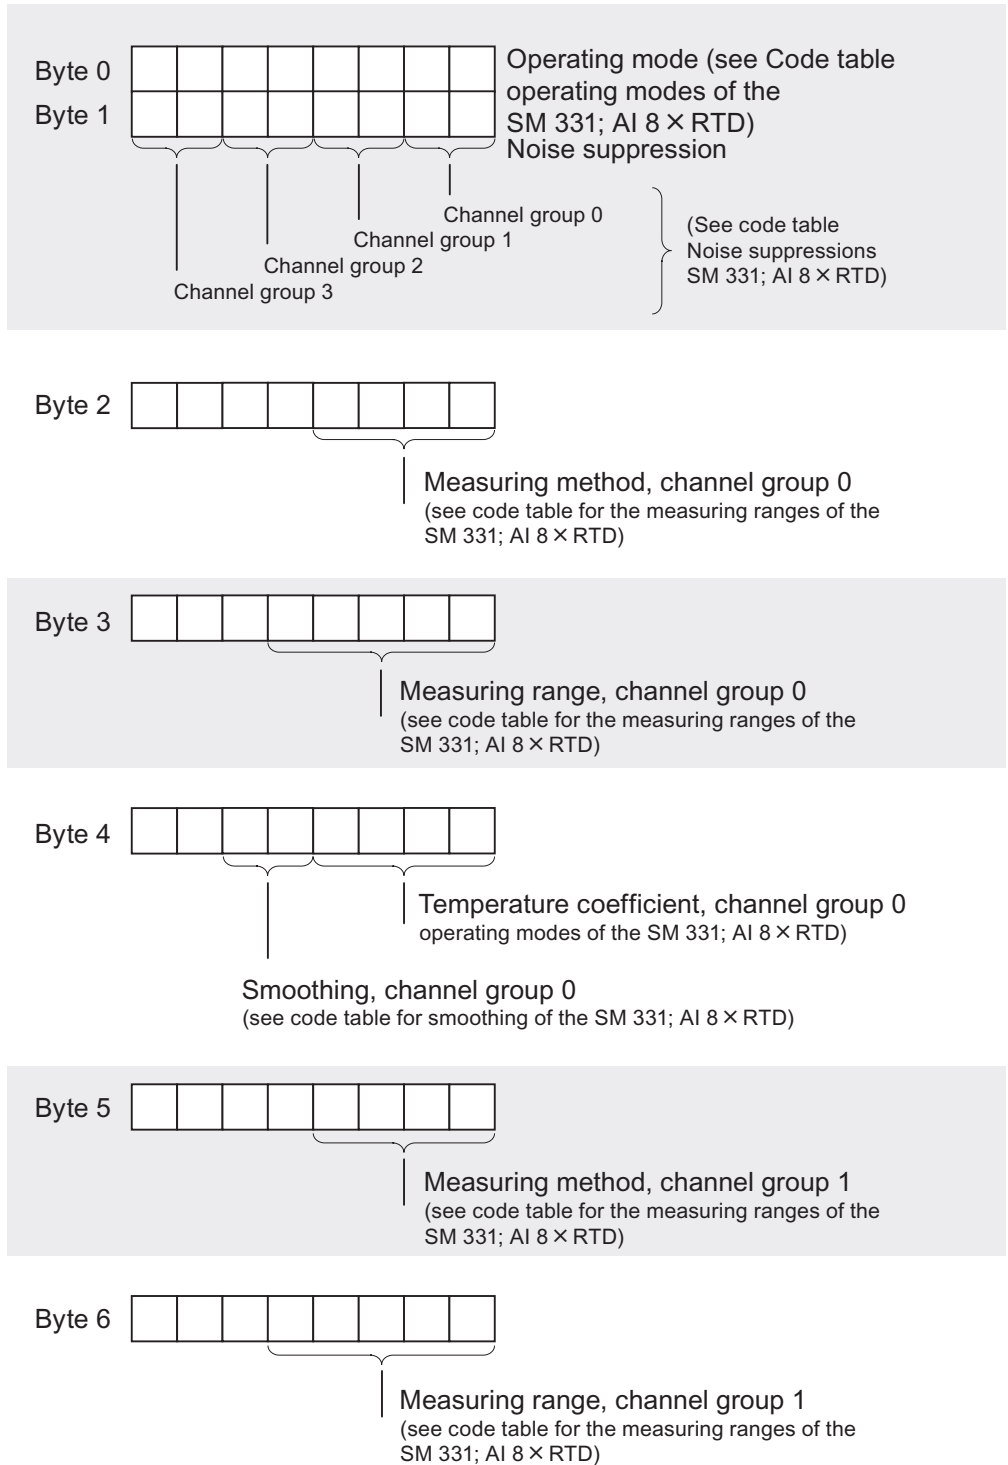 Byte 0
Operating mode (see Code table
operating modes of the
Byte 1
SM 331; AI 8 × RTD)
Noise suppression
Channel group 0
Channel group 1
Channel group 2
Channel group 3
(See code table
Noise suppressions
SM 331; AI 8 × RTD)
Byte 2
Measuring method, channel group 0
(see code table for the measuring ranges of the
SM 331; AI 8 × RTD)
Byte 3
Measuring range, channel group 0
(see code table for the measuring ranges of the
SM 331; AI 8 × RTD)
Byte 4
Temperature coefficient, channel group 0
operating modes of the SM 331; AI 8 × RTD)
Smoothing, channel group 0
(see code table for smoothing of the SM 331; AI 8 × RTD)
Byte 5
Measuring method, channel group 1
(see code table for the measuring ranges of the
SM 331; AI 8 × RTD)
Byte 6
Measuring range, channel group 1
(see code table for the measuring ranges of the
SM 331; AI 8 × RTD)